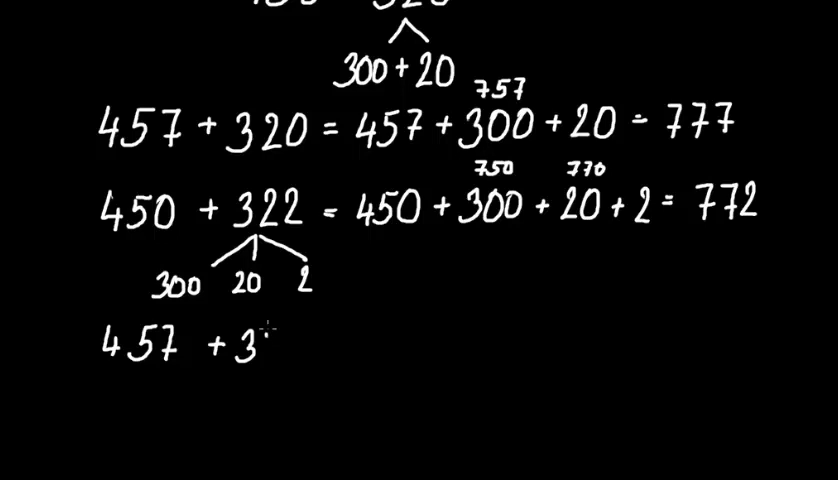 300 + 20
757
457 + 320 = 457 + 300 + 20 = 777
750 770
450 + 322 = 450 + 300 + 20 + 2 = 772
300 20 2
457 + 3